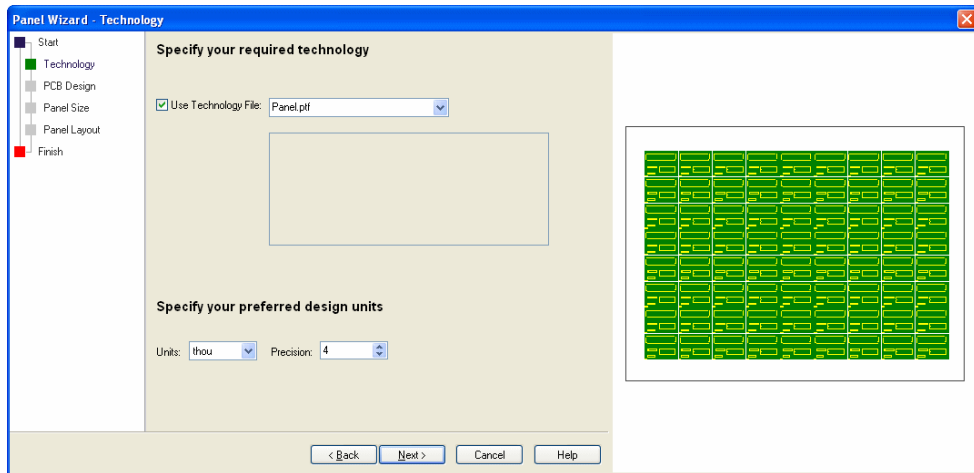 Panel Wizard - Technology
Start
Technology
PCB Design
Panel Size
Panel Layout
Finish
Specify your required technology
Use Technology File: Panel.ptf
Specify your preferred design units
Units: thou Precision: 4
< Back Next > Cancel Help